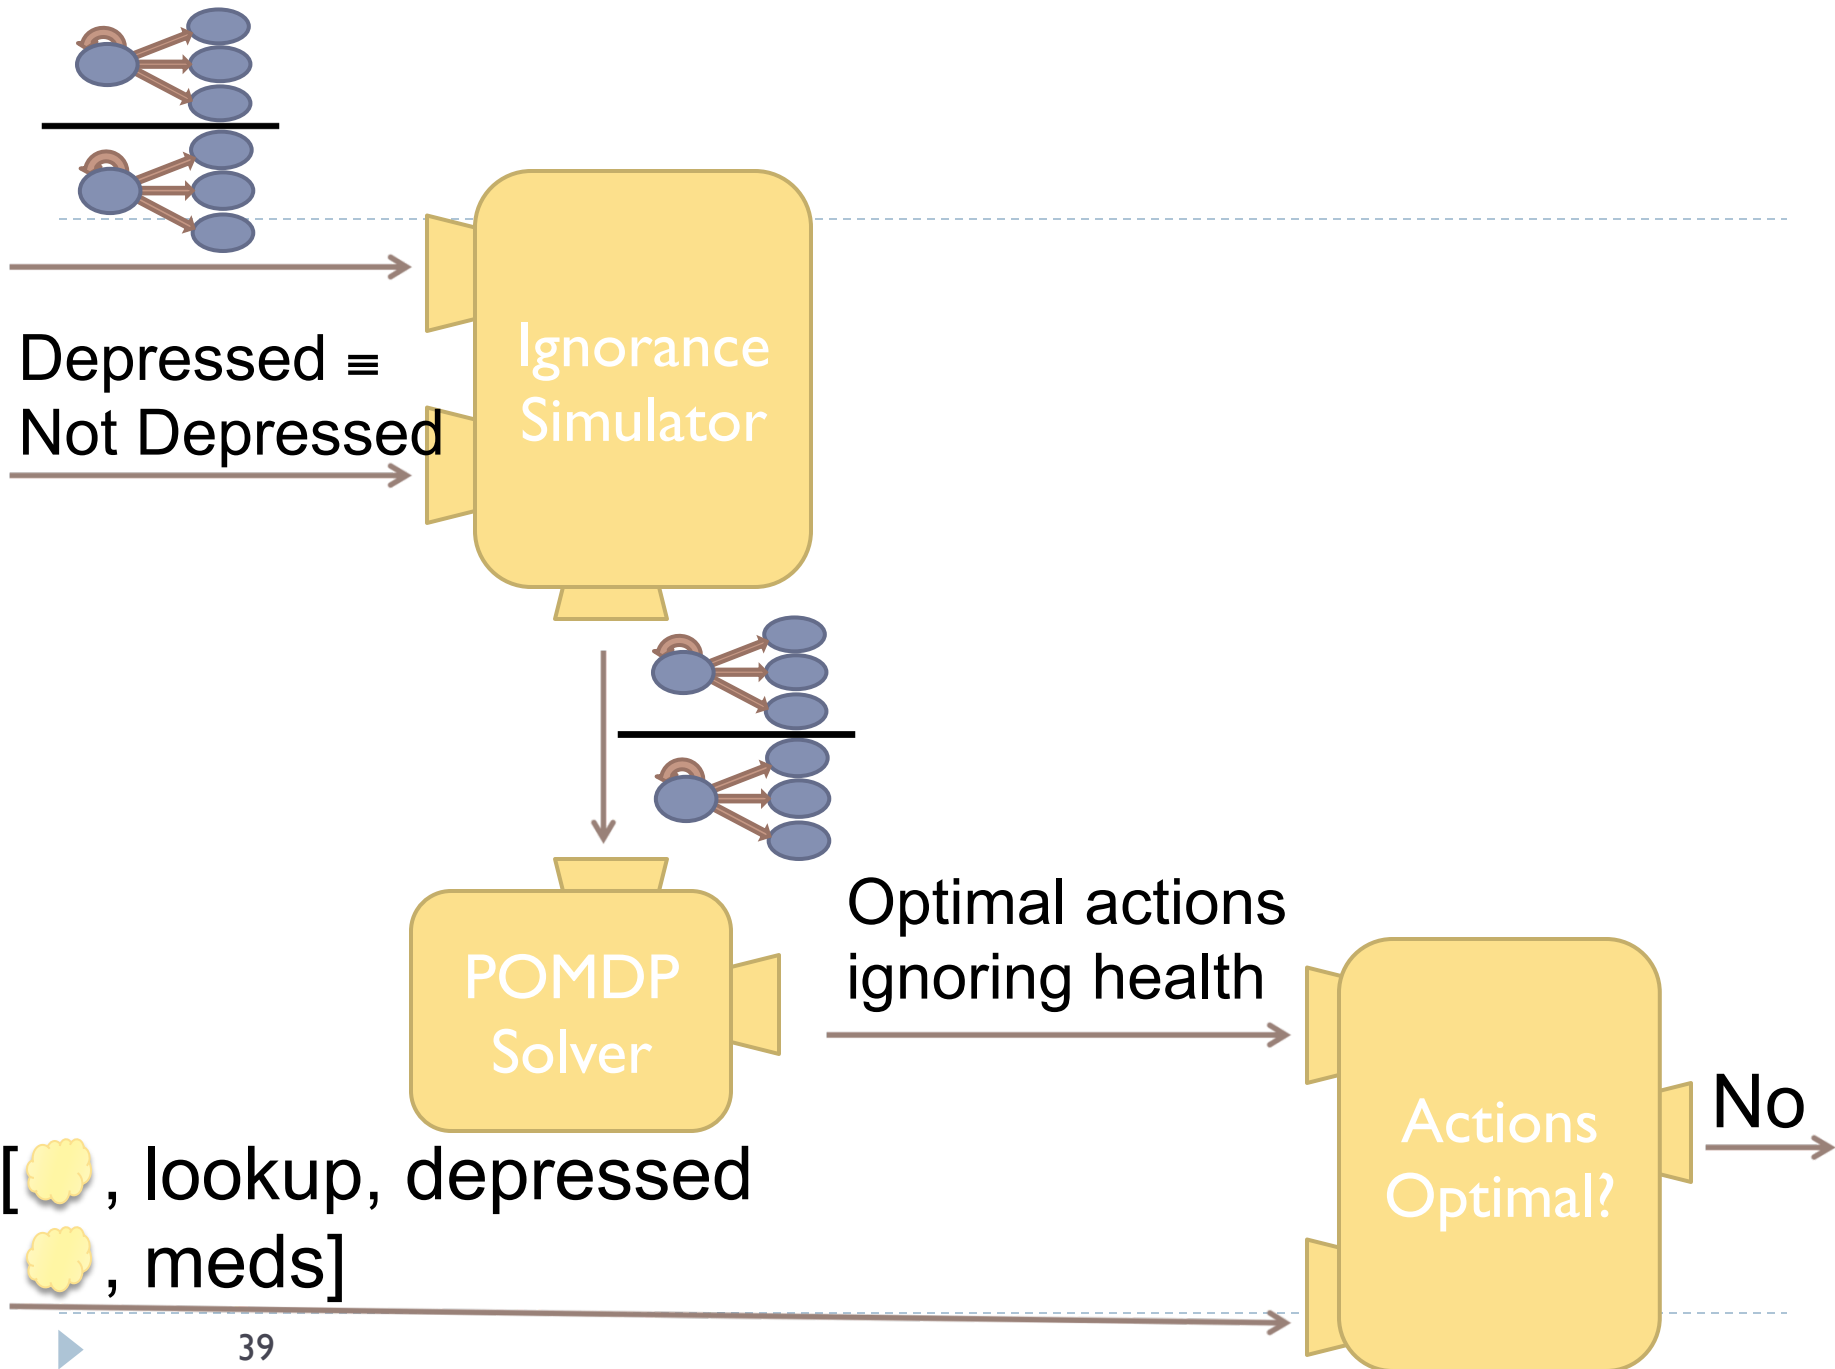 Depressed ≡
Not Depressed
Ignorance
Simulator
Optimal actions
ignoring health
POMDP
Solver
Actions
Optimal?
No
[ , lookup, depressed
, meds]
39